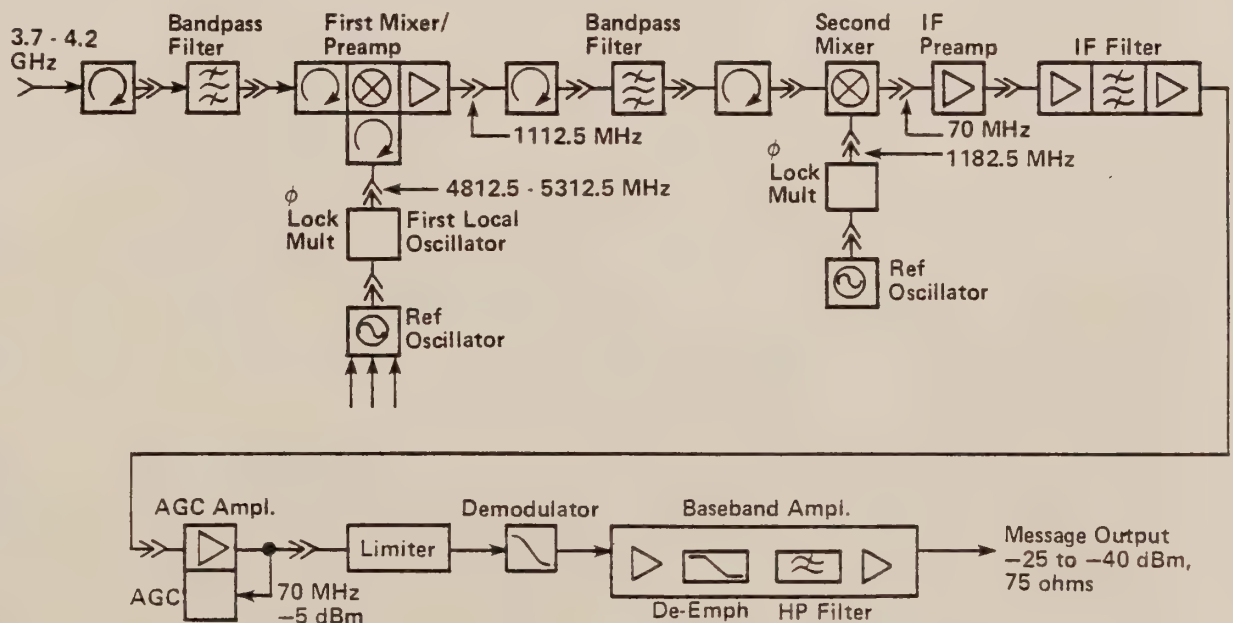 3.7 - 4.2
GHz
Bandpass
Filter
First Mixer/
Preamp
Bandpass
Filter
Second
Mixer
IF
Preamp
IF Filter
1112.5 MHz
70 MHz
1182.5 MHz
4812.5 - 5312.5 MHz
ϕ
Lock
Mult
First Local
Oscillator
ϕ
Lock
Mult
Ref
Oscillator
Ref
Oscillator
AGC Ampl.
AGC
70 MHz
−5 dBm
Limiter
Demodulator
Baseband Ampl.
De-Emph
HP Filter
Message Output
−25 to −40 dBm,
75 ohms